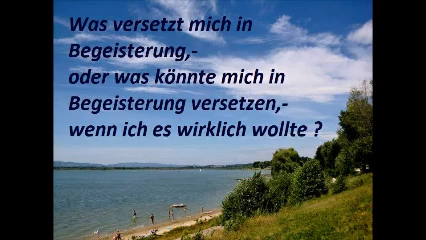 Was versetzt mich in
Begeisterung,-
oder was könnte mich in
Begeisterung versetzen,-
wenn ich es wirklich wollte ?